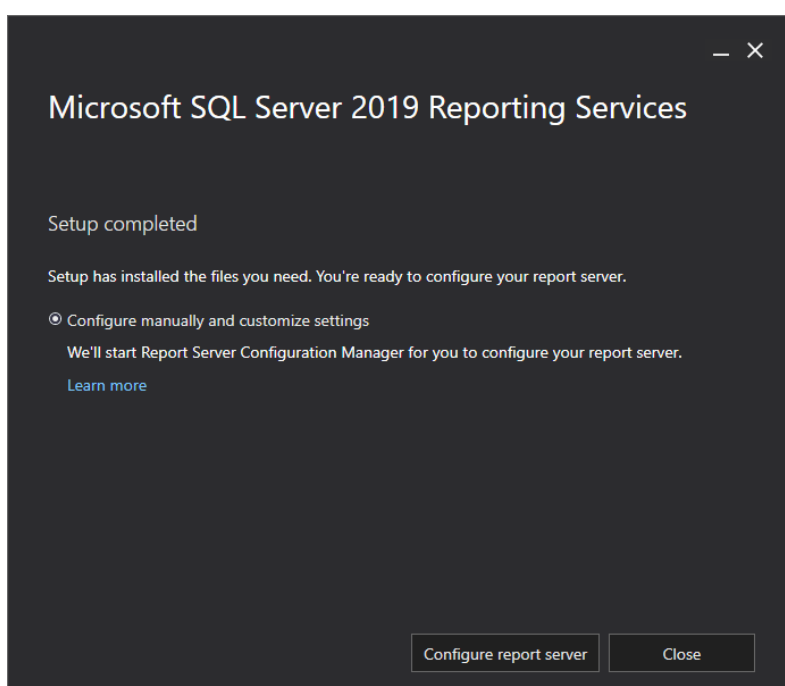 Microsoft SQL Server 2019 Reporting Services
Setup completed
Setup has installed the files you need. You're ready to configure your report server.
Configure manually and customize settings
We'll start Report Server Configuration Manager for you to configure your report server.
Learn more
Configure report server
Close